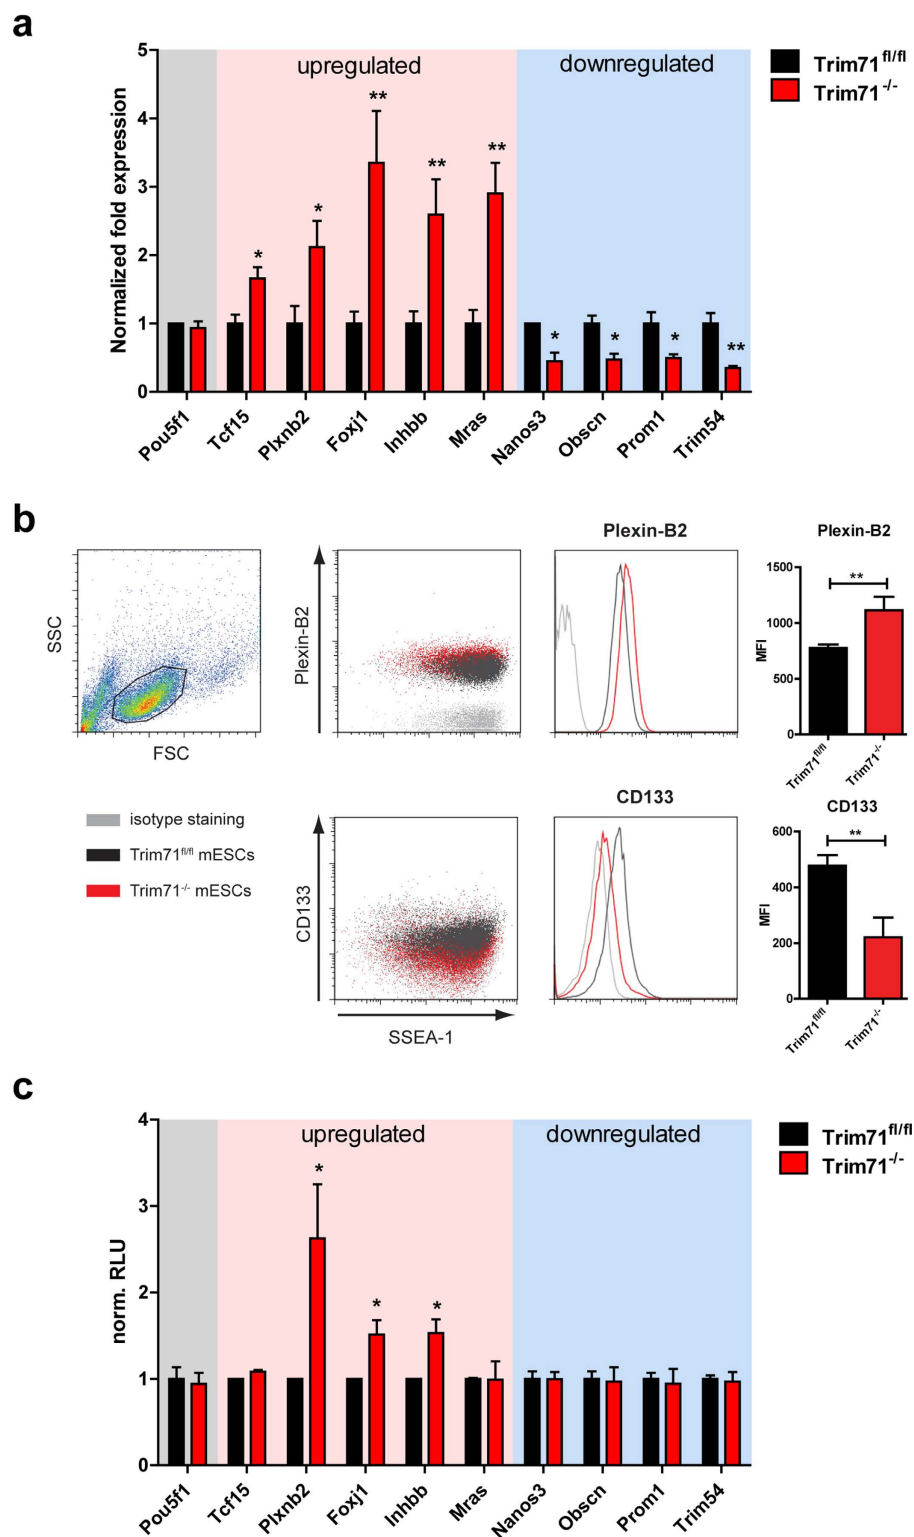 a
upregulated
downregulated
Trim71fl/fl
Trim71-/-
Normalized fold expression
5
4
3
2
1
0
* * ** ** ** * * * **
Pou5f1 Tcf15 Plxnb2 Foxj1 Inhbb Mras Nanos3 Obscn Prom1 Trim54
b
SSC
FSC
Plexin-B2
Plexin-B2
Plexin-B2
MFI
1500
1000
500
0
**
Trim71fl/fl Trim71-/-
isotype staining
Trim71fl/fl mESCs
Trim71-/- mESCs
CD133
SSEA-1
CD133
CD133
MFI
600
400
200
0
**
Trim71fl/fl Trim71-/-
c
upregulated
downregulated
Trim71fl/fl
Trim71-/-
norm. RLU
4
3
2
1
0
* * *
Pou5f1 Tcf15 Plxnb2 Foxj1 Inhbb Mras Nanos3 Obscn Prom1 Trim54